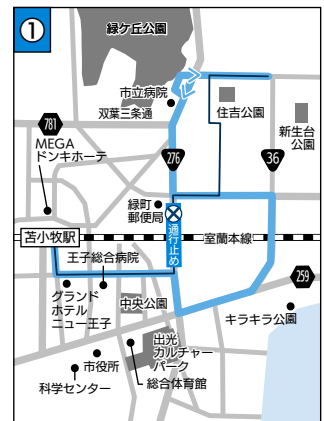 ①
緑ケ丘公園
市立病院
双葉三条通
住吉公園
新生台
公園
781
MEGA
ドンキホーテ
276
36
緑町
郵便局
通行止め
苫小牧駅
室蘭本線
王子総合病院
259
グランド
ホテル
ニュー王子
中央公園
キラキラ公園
出光
カルチャー
パーク
市役所
総合体育館
科学センター